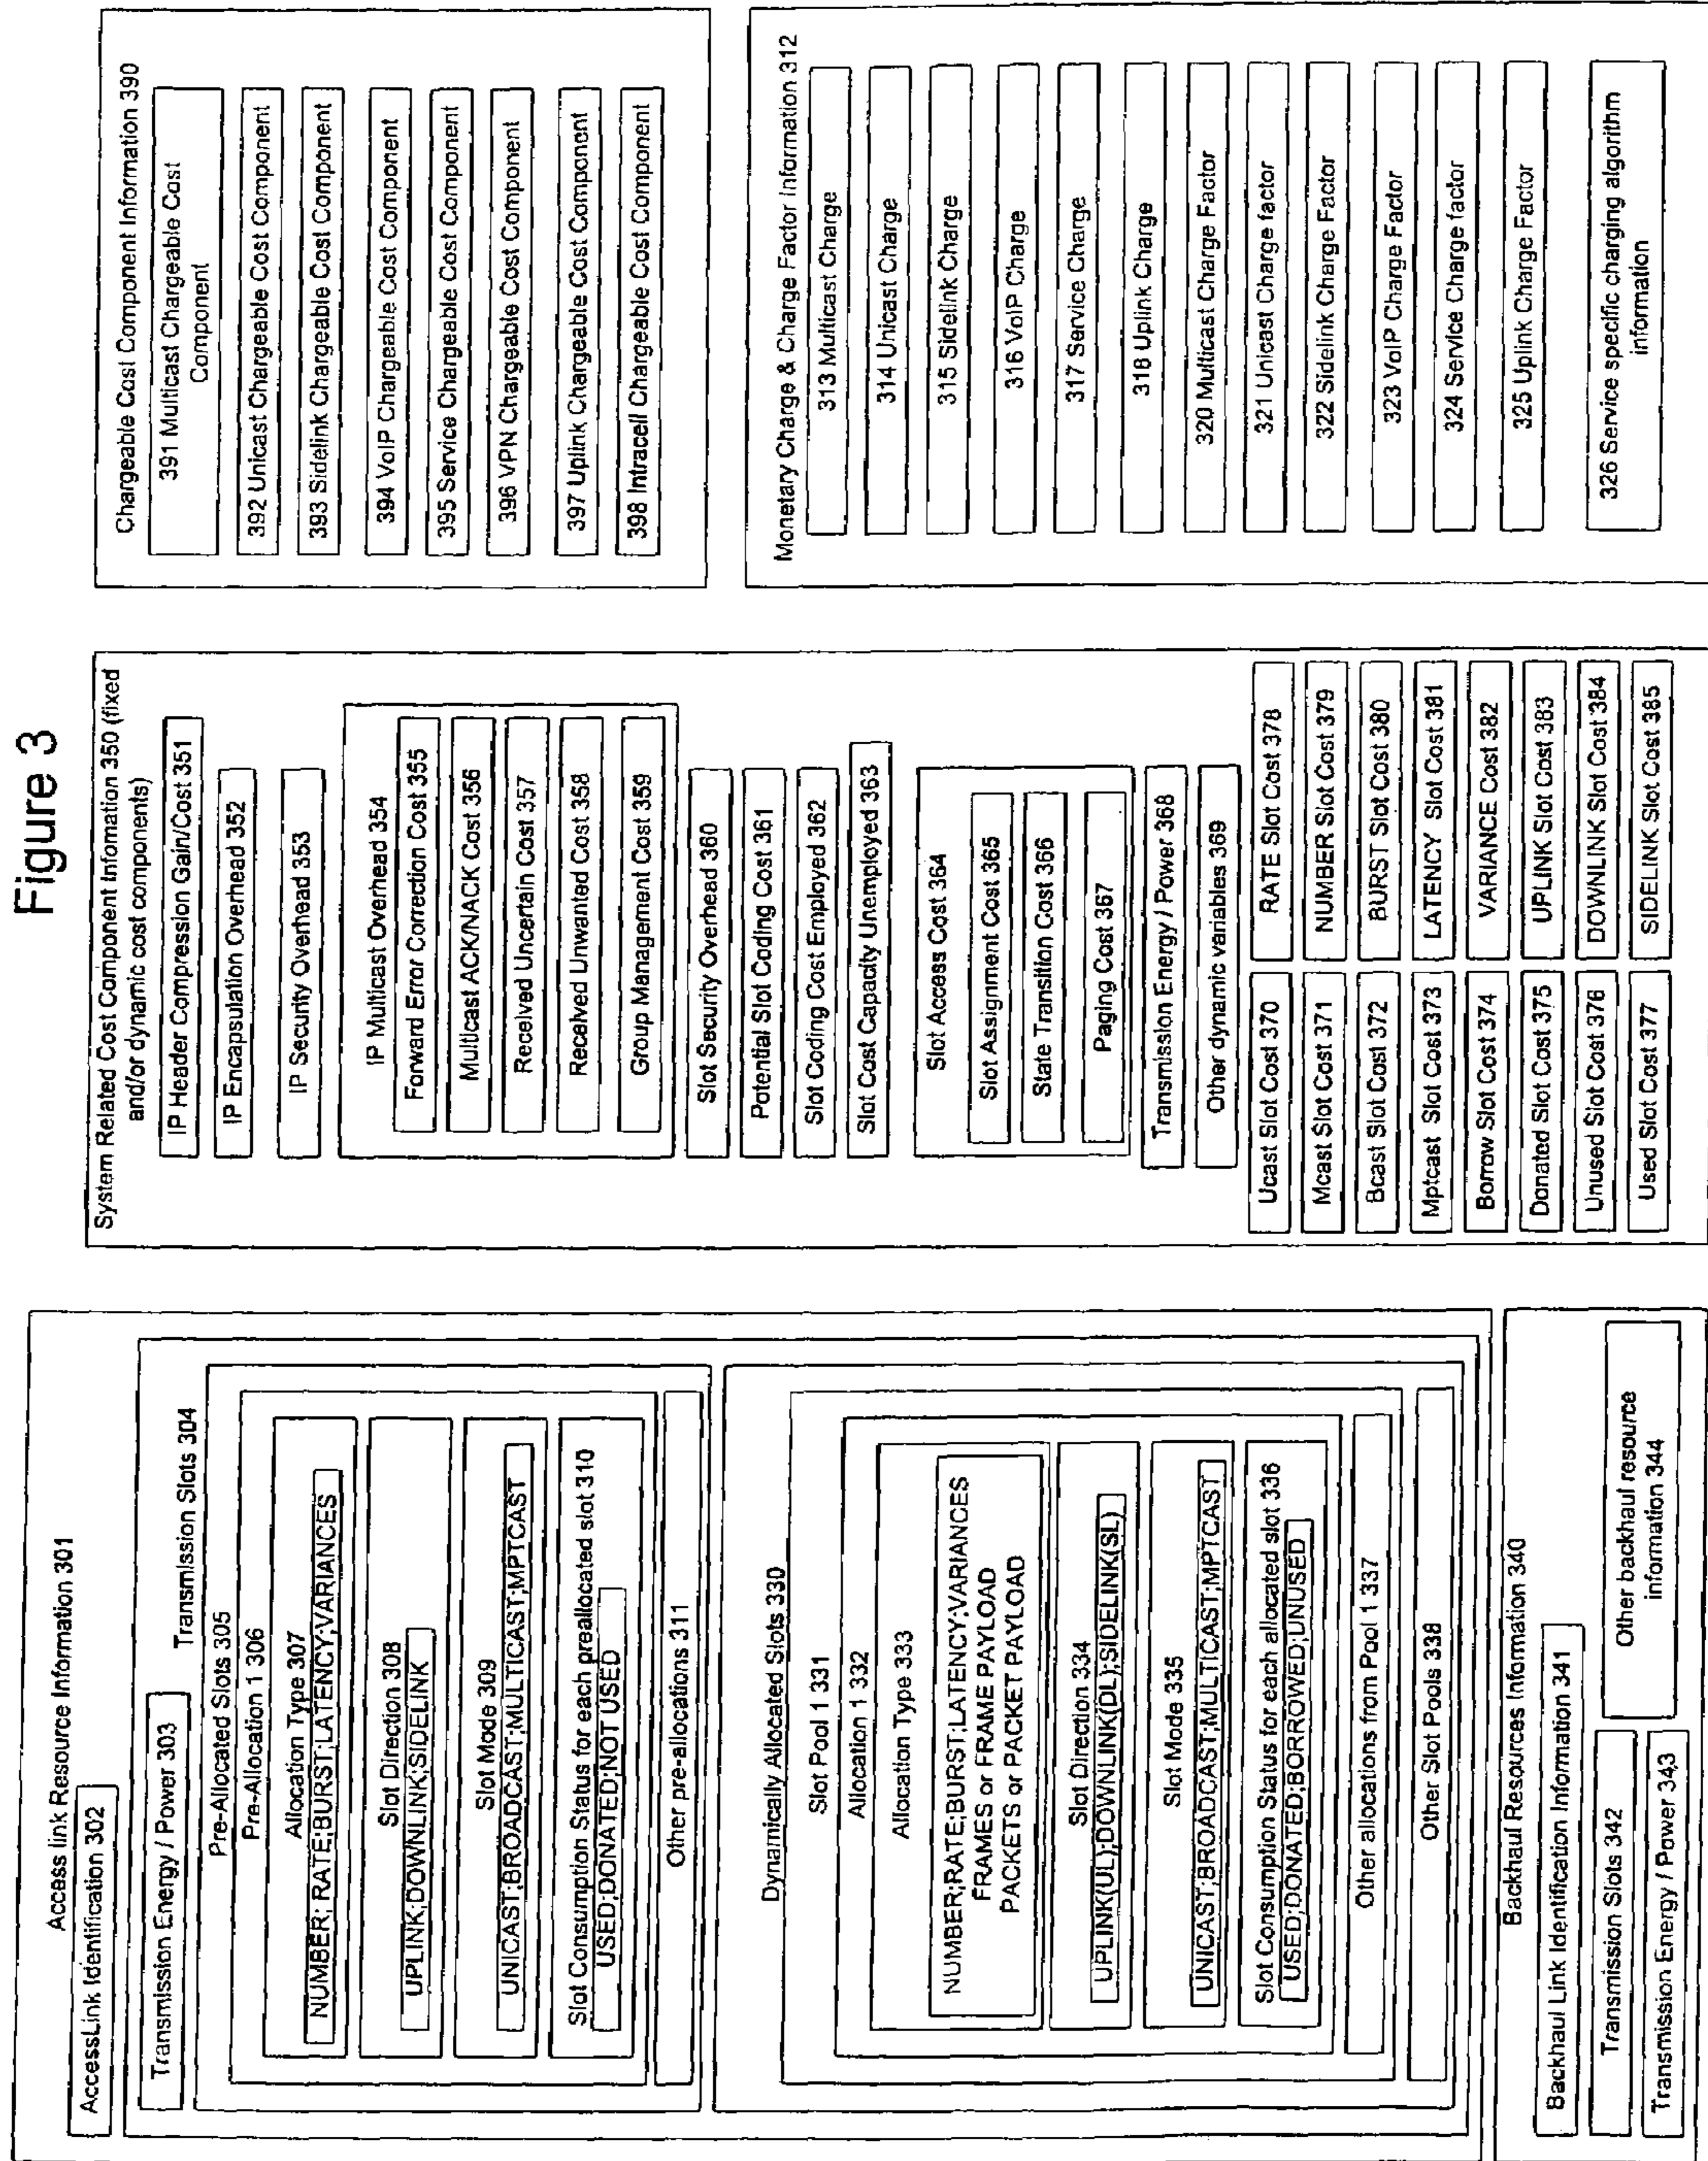 Figure 3
Access link Resource Information 301
AccessLink Identification 302
Transmission Energy / Power 303
Transmission Slots 304
Pre-Allocated Slots 305
Pre-Allocation 1 306
Allocation Type 307
NUMBER; RATE;BURST;LATENCY;VARIANCES
Slot Direction 308
UPLINK;DOWNLINK;SIDELINK
Slot Mode 309
UNICAST;BROADCAST;MULTICAST;MPTCAST
Slot Consumption Status for each preallocated slot 310
USED;DONATED;NOT USED
Other pre-allocations 311
Dynamically Allocated Slots 330
Slot Pool 1 331
Allocation 1 332
Allocation Type 333
NUMBER;RATE;BURST;LATENCY;VARIANCES
FRAMES or FRAME PAYLOAD
PACKETS or PACKET PAYLOAD
Slot Direction 334
UPLINK(UL);DOWNLINK(DL);SIDELINK(SL)
Slot Mode 335
UNICAST;BROADCAST;MULTICAST;MPTCAST
Slot Consumption Status for each allocated slot 336
USED;DONATED;BORROWED;UNUSED
Other allocations from Pool 1 337
Other Slot Pools 338
Backhaul Resources Information 340
Backhaul Link Identification Information 341
Transmission Slots 342
Transmission Energy / Power 343
Other backhaul resource
information 344
System Related Cost Component Information 350 (fixed
and/or dynamic cost components)
IP Header Compression Gain/Cost 351
IP Encapsulation Overhead 352
IP Security Overhead 353
IP Multicast Overhead 354
Forward Error Correction Cost 355
Multicast ACK/NACK Cost 356
Received Uncertain Cost 357
Received Unwanted Cost 358
Group Management Cost 359
Slot Security Overhead 360
Potential Slot Coding Cost 361
Slot Coding Cost Employed 362
Slot Cost Capacity Unemployed 363
Slot Access Cost 364
Slot Assignment Cost 365
State Transition Cost 366
Paging Cost 367
Transmission Energy / Power 368
Other dynamic variables 369
Ucast Slot Cost 370
RATE Slot Cost 378
Mcast Slot Cost 371
NUMBER Slot Cost 379
Bcast Slot Cost 372
BURST Slot Cost 380
Mptcast Slot Cost 373
LATENCY Slot Cost 381
Borrow Slot Cost 374
VARIANCE Cost 382
Donated Slot Cost 375
UPLINK Slot Cost 383
Unused Slot Cost 376
DOWNLINK Slot Cost 384
Used Slot Cost 377
SIDELINK Slot Cost 385
Chargeable Cost Component Information 390
391 Multicast Chargeable Cost
Component
392 Unicast Chargeable Cost Component
393 Sidelink Chargeable Cost Component
394 VoIP Chargeable Cost Component
395 Service Chargeable Cost Component
396 VPN Chargeable Cost Component
397 Uplink Chargeable Cost Component
398 Intracell Chargeable Cost Component
Monetary Charge & Charge Factor Information 312
313 Multicast Charge
314 Unicast Charge
315 Sidelink Charge
316 VoIP Charge
317 Service Charge
318 Uplink Charge
320 Multicast Charge Factor
321 Unicast Charge factor
322 Sidelink Charge Factor
323 VoIP Charge Factor
324 Service Charge factor
325 Uplink Charge Factor
326 Service specific charging algorithm
information